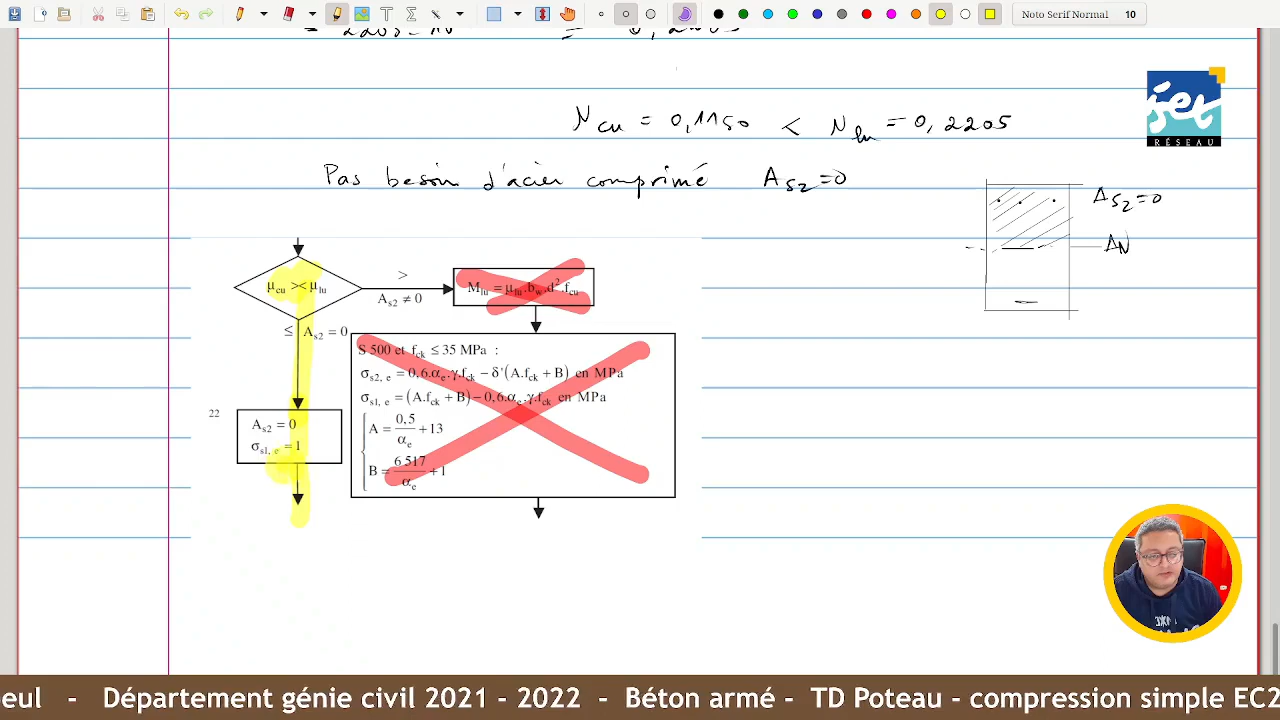 Noto Serif Normal 10
iset
RÉSEAU
μcu = 0,1150 < μlu = 0,2205
Pas besoin d'acier comprimé As2=0
As2=0
AN
μcu >< μlu
>
As2 ≠ 0
Mlu = μlu.bw.d².fcu
≤ As2 = 0
S 500 et fck ≤ 35 MPa :
σs2, e = 0,6.αe.γ.fck − δ'(A.fck + B) en MPa
σs1, e = (A.fck + B) − 0,6.αe.γ.fck en MPa
A = 0,5/αe + 13
B = 6 517/αe + 1
22
As2 = 0
σs1, e = 1
eul - Département génie civil 2021 - 2022 - Béton armé - TD Poteau - compression simple EC2